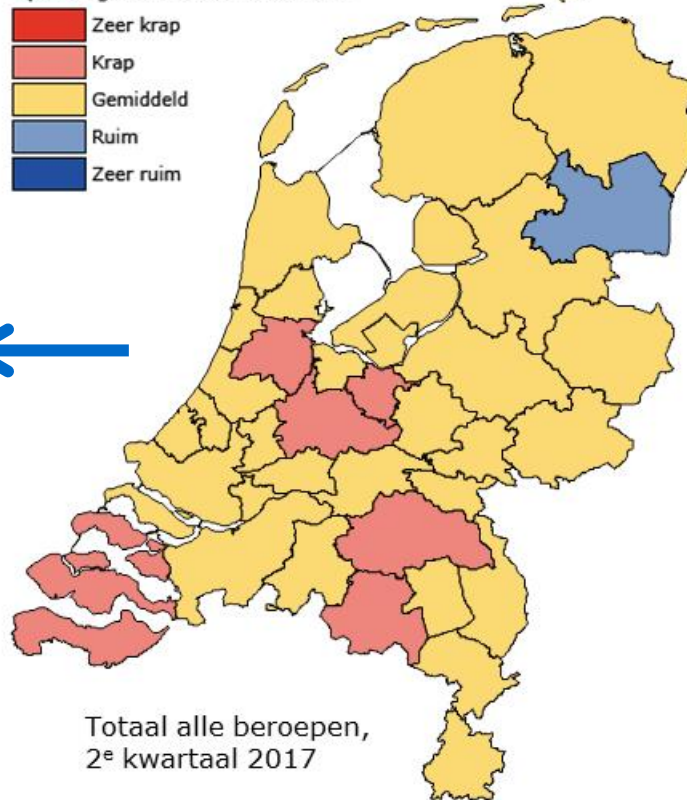 Zeer krap
Krap
Gemiddeld
Ruim
Zeer ruim
Totaal alle beroepen,
2e kwartaal 2017